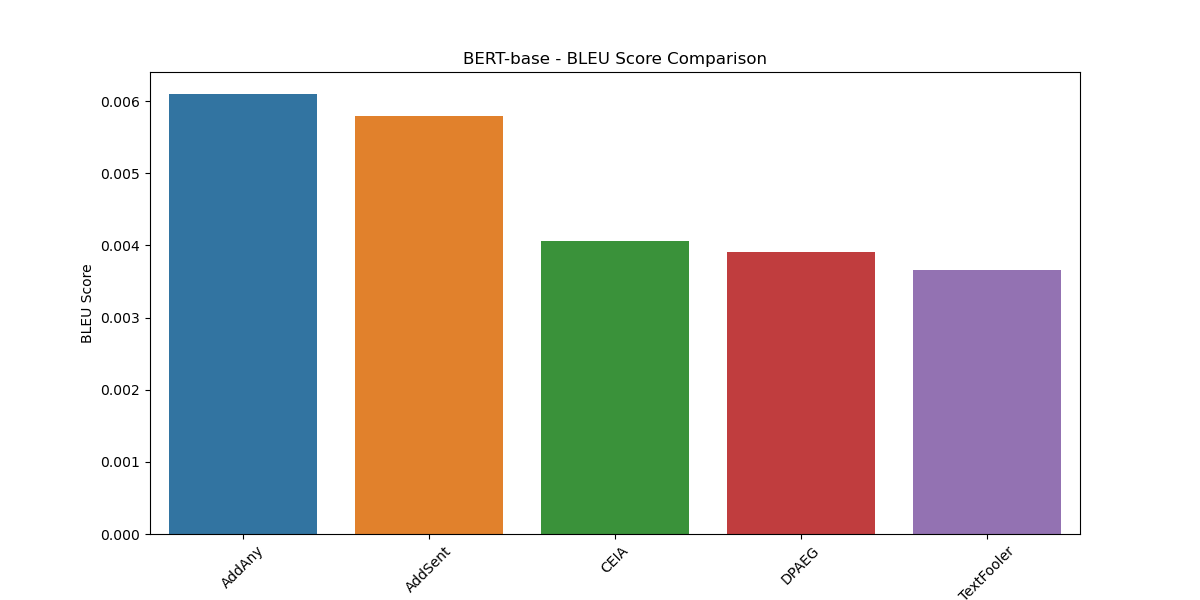 BERT-base - BLEU Score Comparison
BLEU Score
0.006
0.005
0.004
0.003
0.002
0.001
0.000
AddAny
AddSent
CEIA
DPAEG
TextFooler